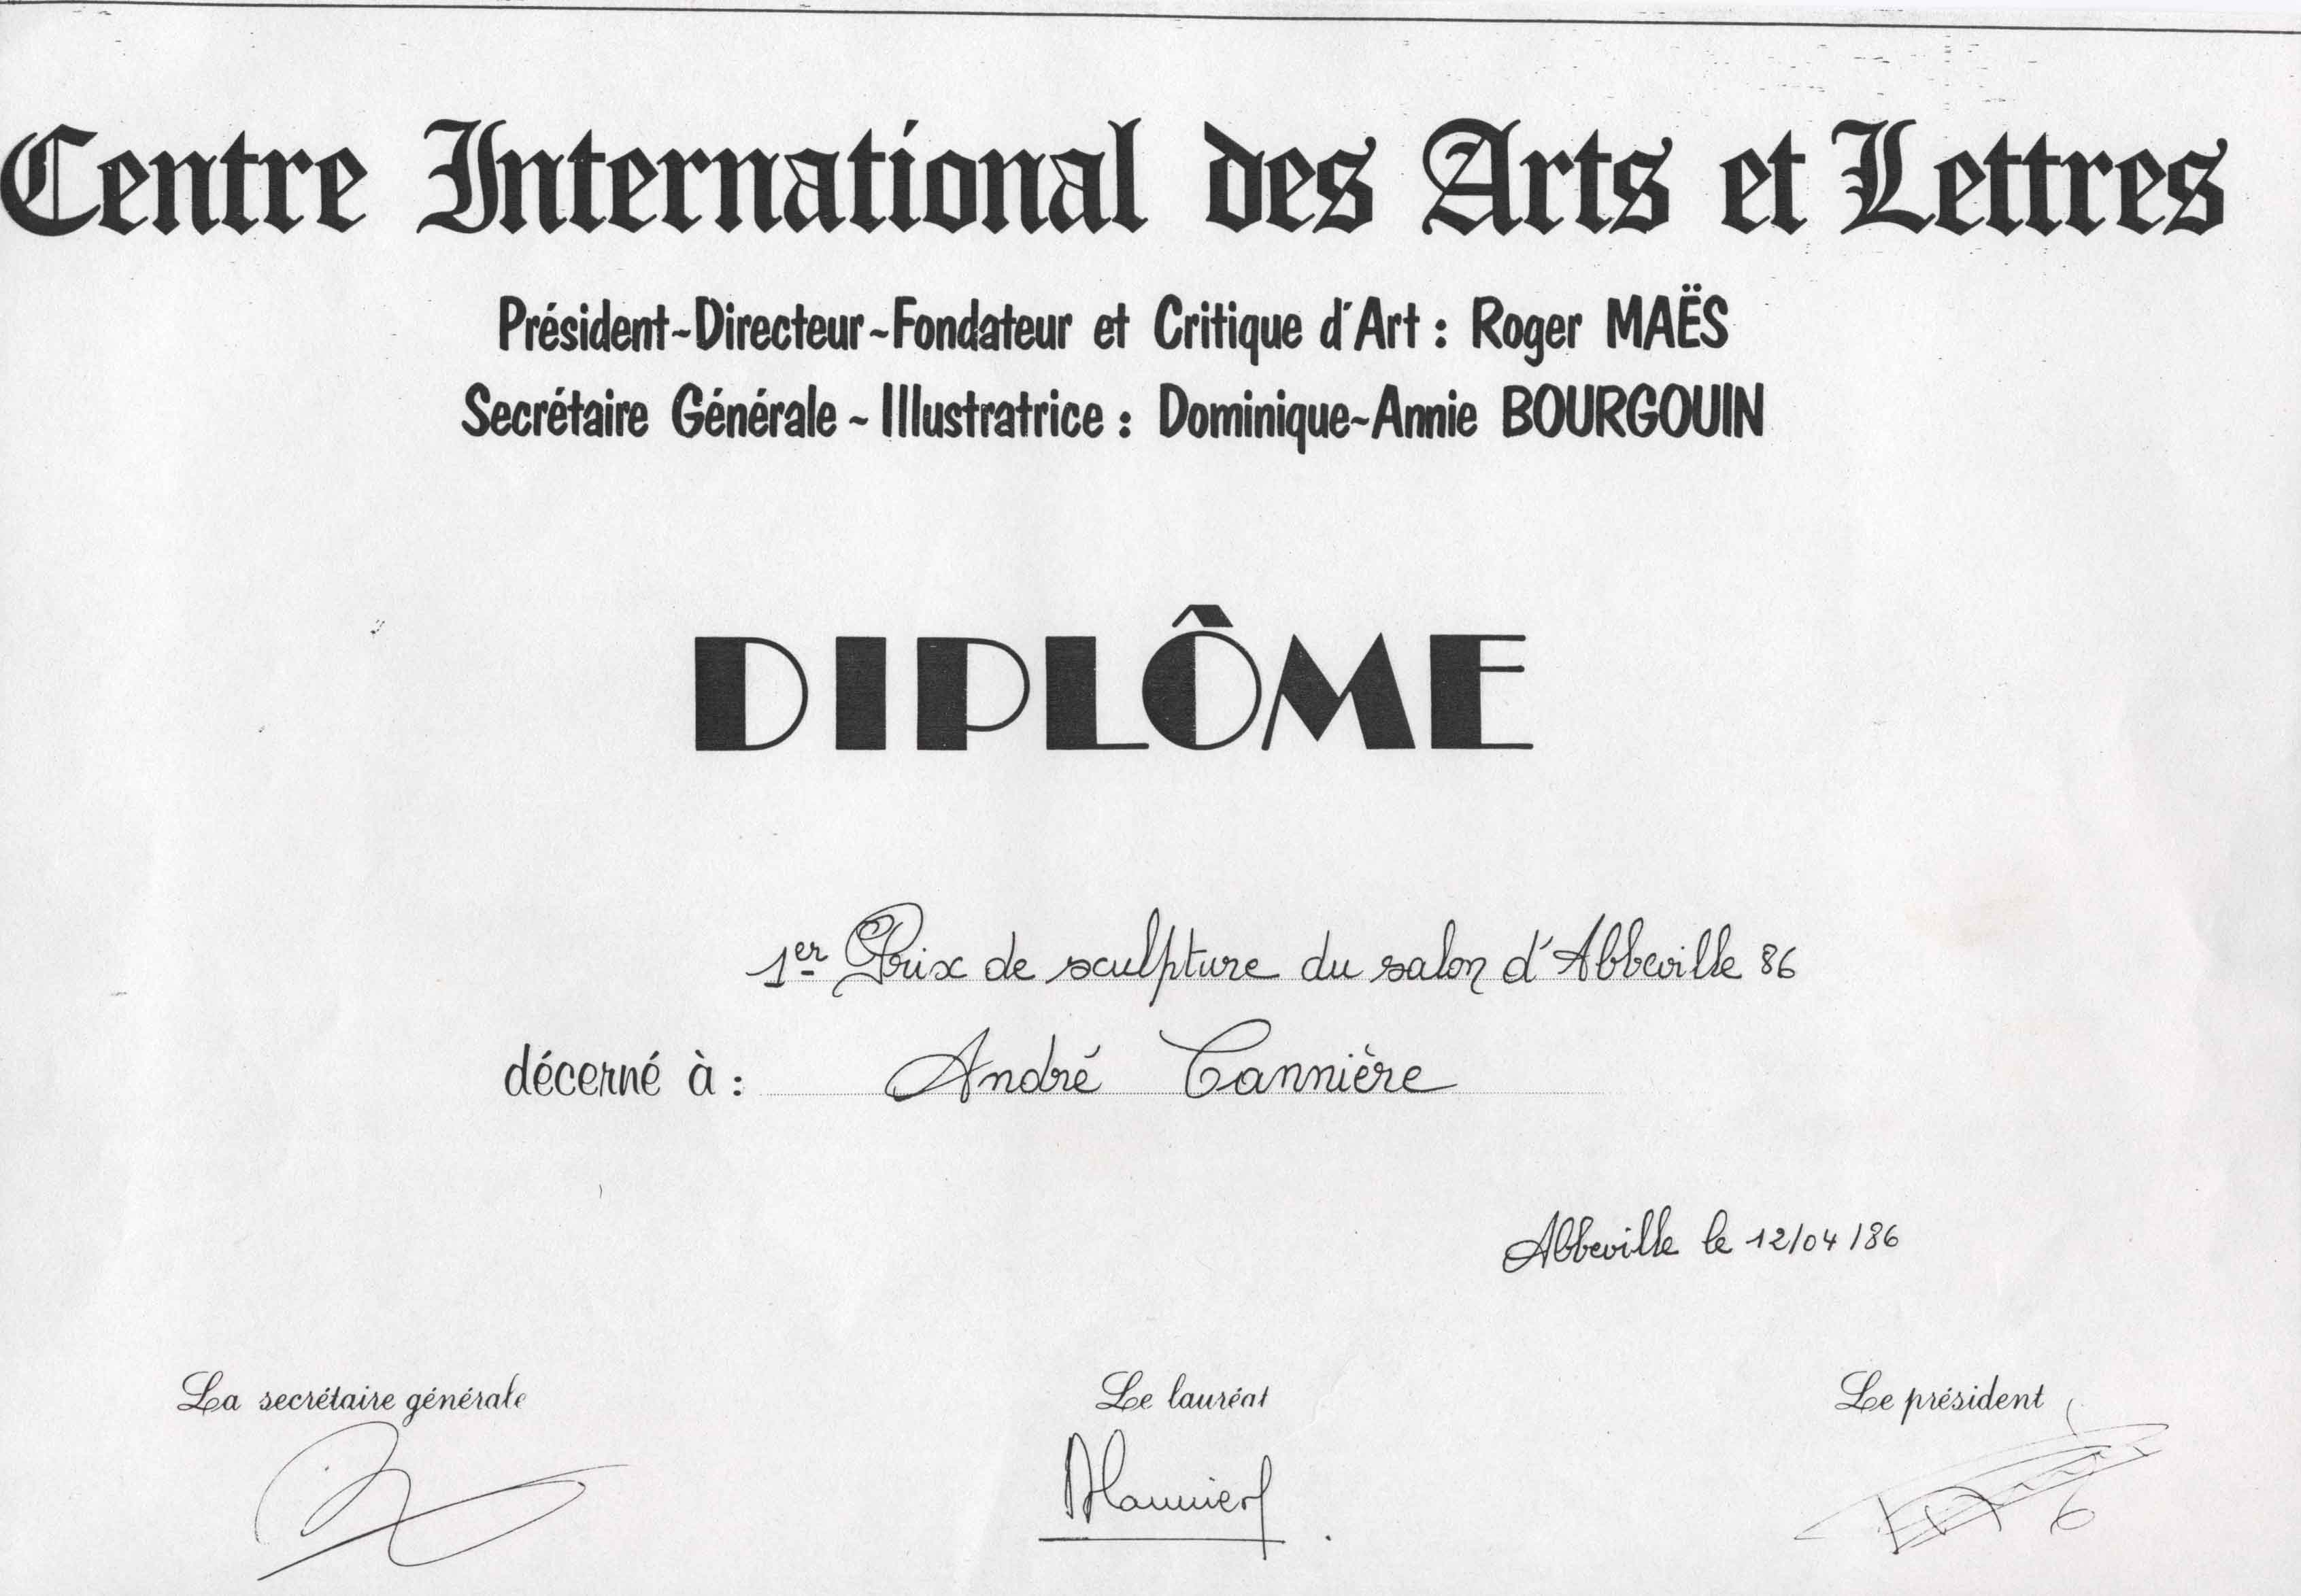 Centre International des Arts et Lettres
Président-Directeur-Fondateur et Critique d'Art : Roger MAËS
Secrétaire Générale - Illustratrice : Dominique-Annie BOURGOUIN
DIPLÔME
1er Prix de sculpture du salon d'Abbeville 86
décerné à : André Tannière
Abbeville le 12/04/86
La secrétaire générale Le lauréat Le président